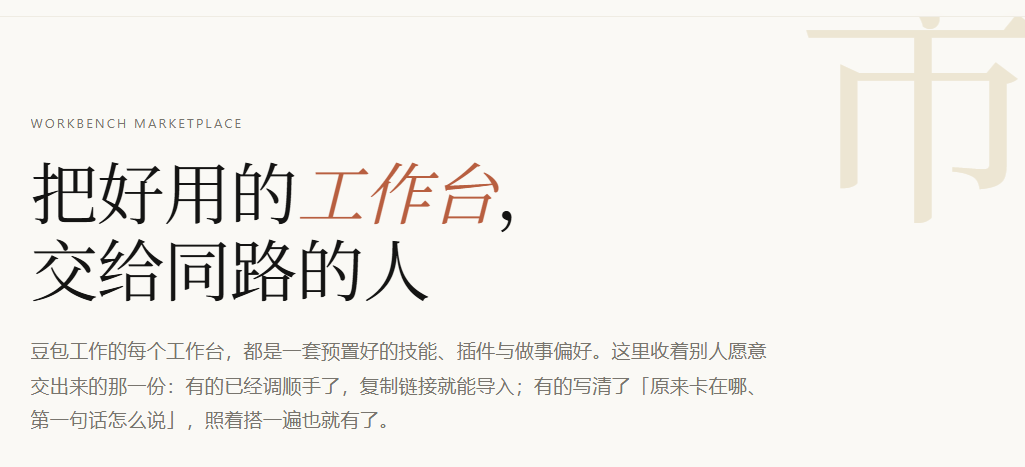 市
WORKBENCH MARKETPLACE
把好用的工作台，
交给同路的人
豆包工作的每个工作台，都是一套预置好的技能、插件与做事偏好。这里收着别人愿意
交出来的那一份：有的已经调顺手了，复制链接就能导入；有的写清了「原来卡在哪、
第一句话怎么说」，照着搭一遍也就有了。